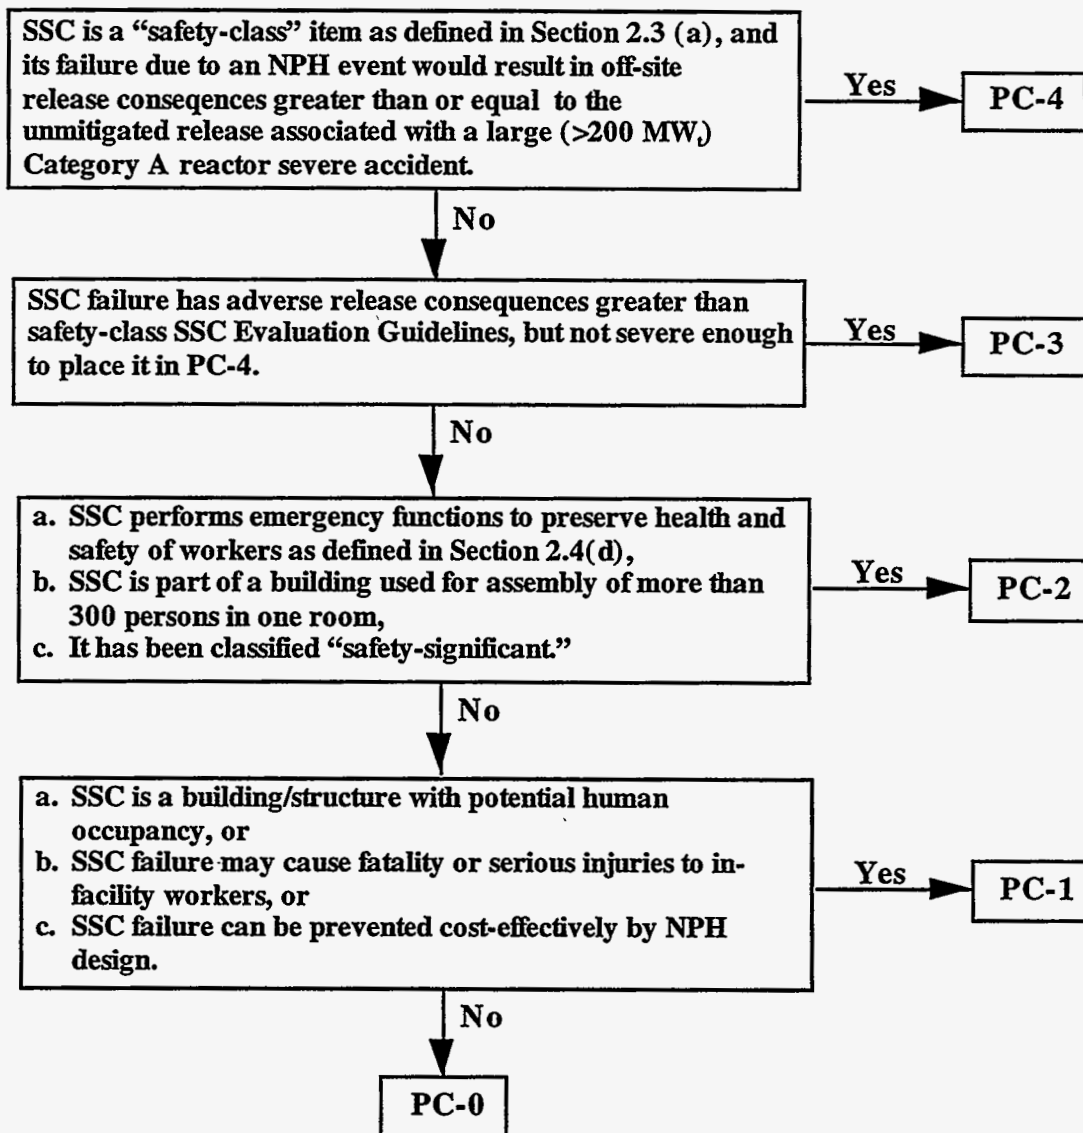 SSC is a “safety-class” item as defined in Section 2.3 (a), and
its failure due to an NPH event would result in off-site
release conseqences greater than or equal to the
unmitigated release associated with a large (>200 MWt)
Category A reactor severe accident.
Yes
PC-4
No
SSC failure has adverse release consequences greater than
safety-class SSC Evaluation Guidelines, but not severe enough
to place it in PC-4.
Yes
PC-3
No
a. SSC performs emergency functions to preserve health and
safety of workers as defined in Section 2.4(d),
b. SSC is part of a building used for assembly of more than
300 persons in one room,
c. It has been classified “safety-significant.”
Yes
PC-2
No
a. SSC is a building/structure with potential human
occupancy, or
b. SSC failure may cause fatality or serious injuries to in-
facility workers, or
c. SSC failure can be prevented cost-effectively by NPH
design.
Yes
PC-1
No
PC-0